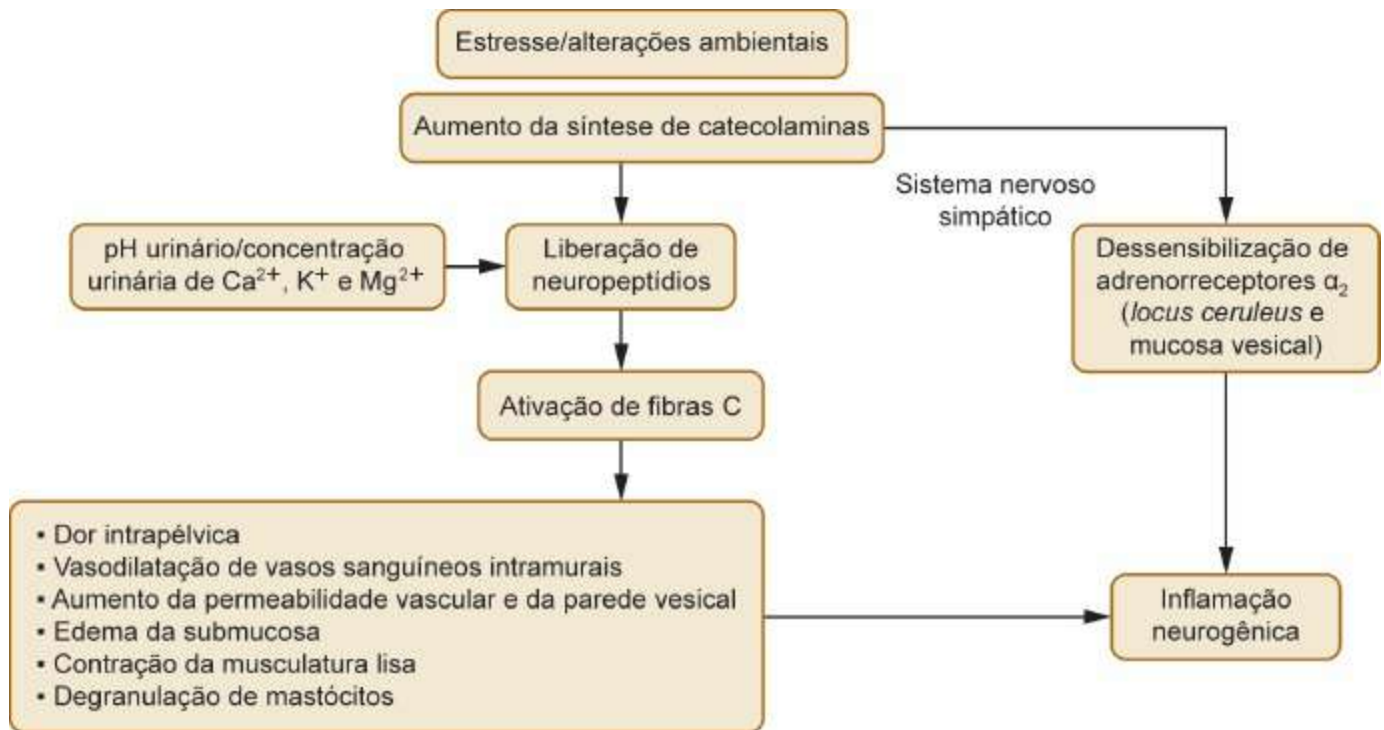 Estresse/alterações ambientais
Aumento da síntese de catecolaminas
Sistema nervoso
simpático
pH urinário/concentração
urinária de Ca²⁺, K⁺ e Mg²⁺
Liberação de
neuropeptídios
Dessensibilização de
adrenorreceptores α₂
(locus ceruleus e
mucosa vesical)
Ativação de fibras C
• Dor intrapélvica
• Vasodilatação de vasos sanguíneos intramurais
• Aumento da permeabilidade vascular e da parede vesical
• Edema da submucosa
• Contração da musculatura lisa
• Degranulação de mastócitos
Inflamação
neurogênica